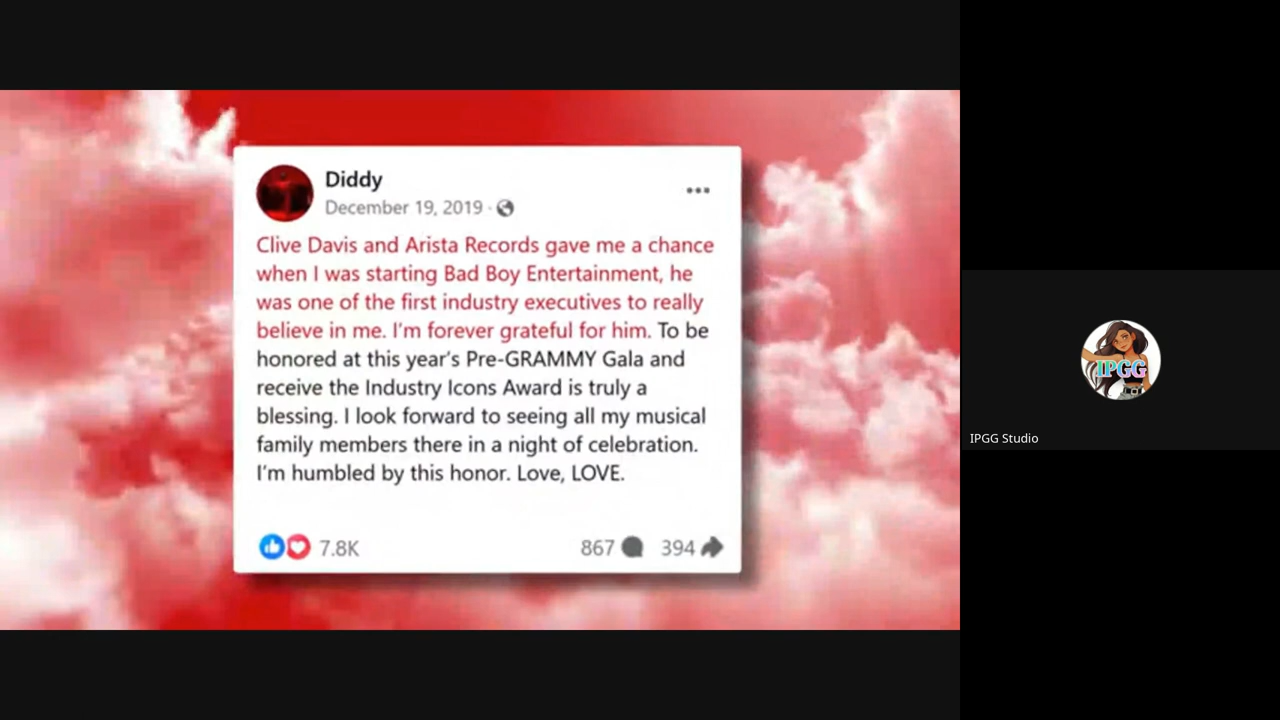 Diddy
December 19, 2019 ·
Clive Davis and Arista Records gave me a chance
when I was starting Bad Boy Entertainment, he
was one of the first industry executives to really
believe in me. I'm forever grateful for him. To be
honored at this year's Pre-GRAMMY Gala and
receive the Industry Icons Award is truly a
blessing. I look forward to seeing all my musical
family members there in a night of celebration.
I'm humbled by this honor. Love, LOVE.
7.8K 867 394
IPGG
IPGG Studio